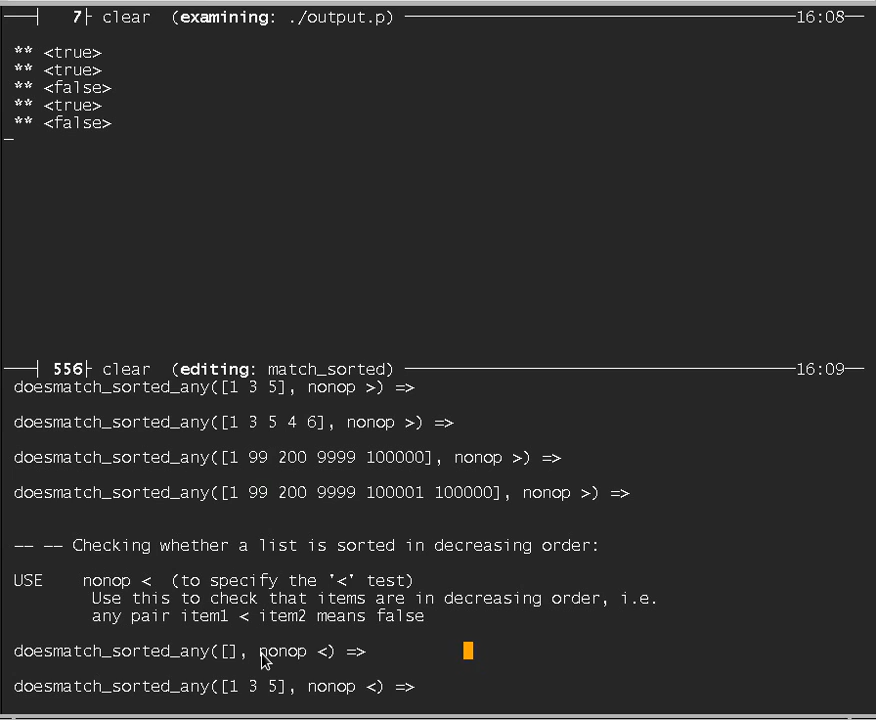 7 clear (examining: ./output.p) 16:08
** <true>
** <true>
** <false>
** <true>
** <false>
556 clear (editing: match_sorted) 16:09
doesmatch_sorted_any([1 3 5], nonop >) =>
doesmatch_sorted_any([1 3 5 4 6], nonop >) =>
doesmatch_sorted_any([1 99 200 9999 100000], nonop >) =>
doesmatch_sorted_any([1 99 200 9999 100001 100000], nonop >) =>
-- -- Checking whether a list is sorted in decreasing order:
USE nonop < (to specify the '<' test)
Use this to check that items are in decreasing order, i.e.
any pair item1 < item2 means false
doesmatch_sorted_any([], nonop <) =>
doesmatch_sorted_any([1 3 5], nonop <) =>